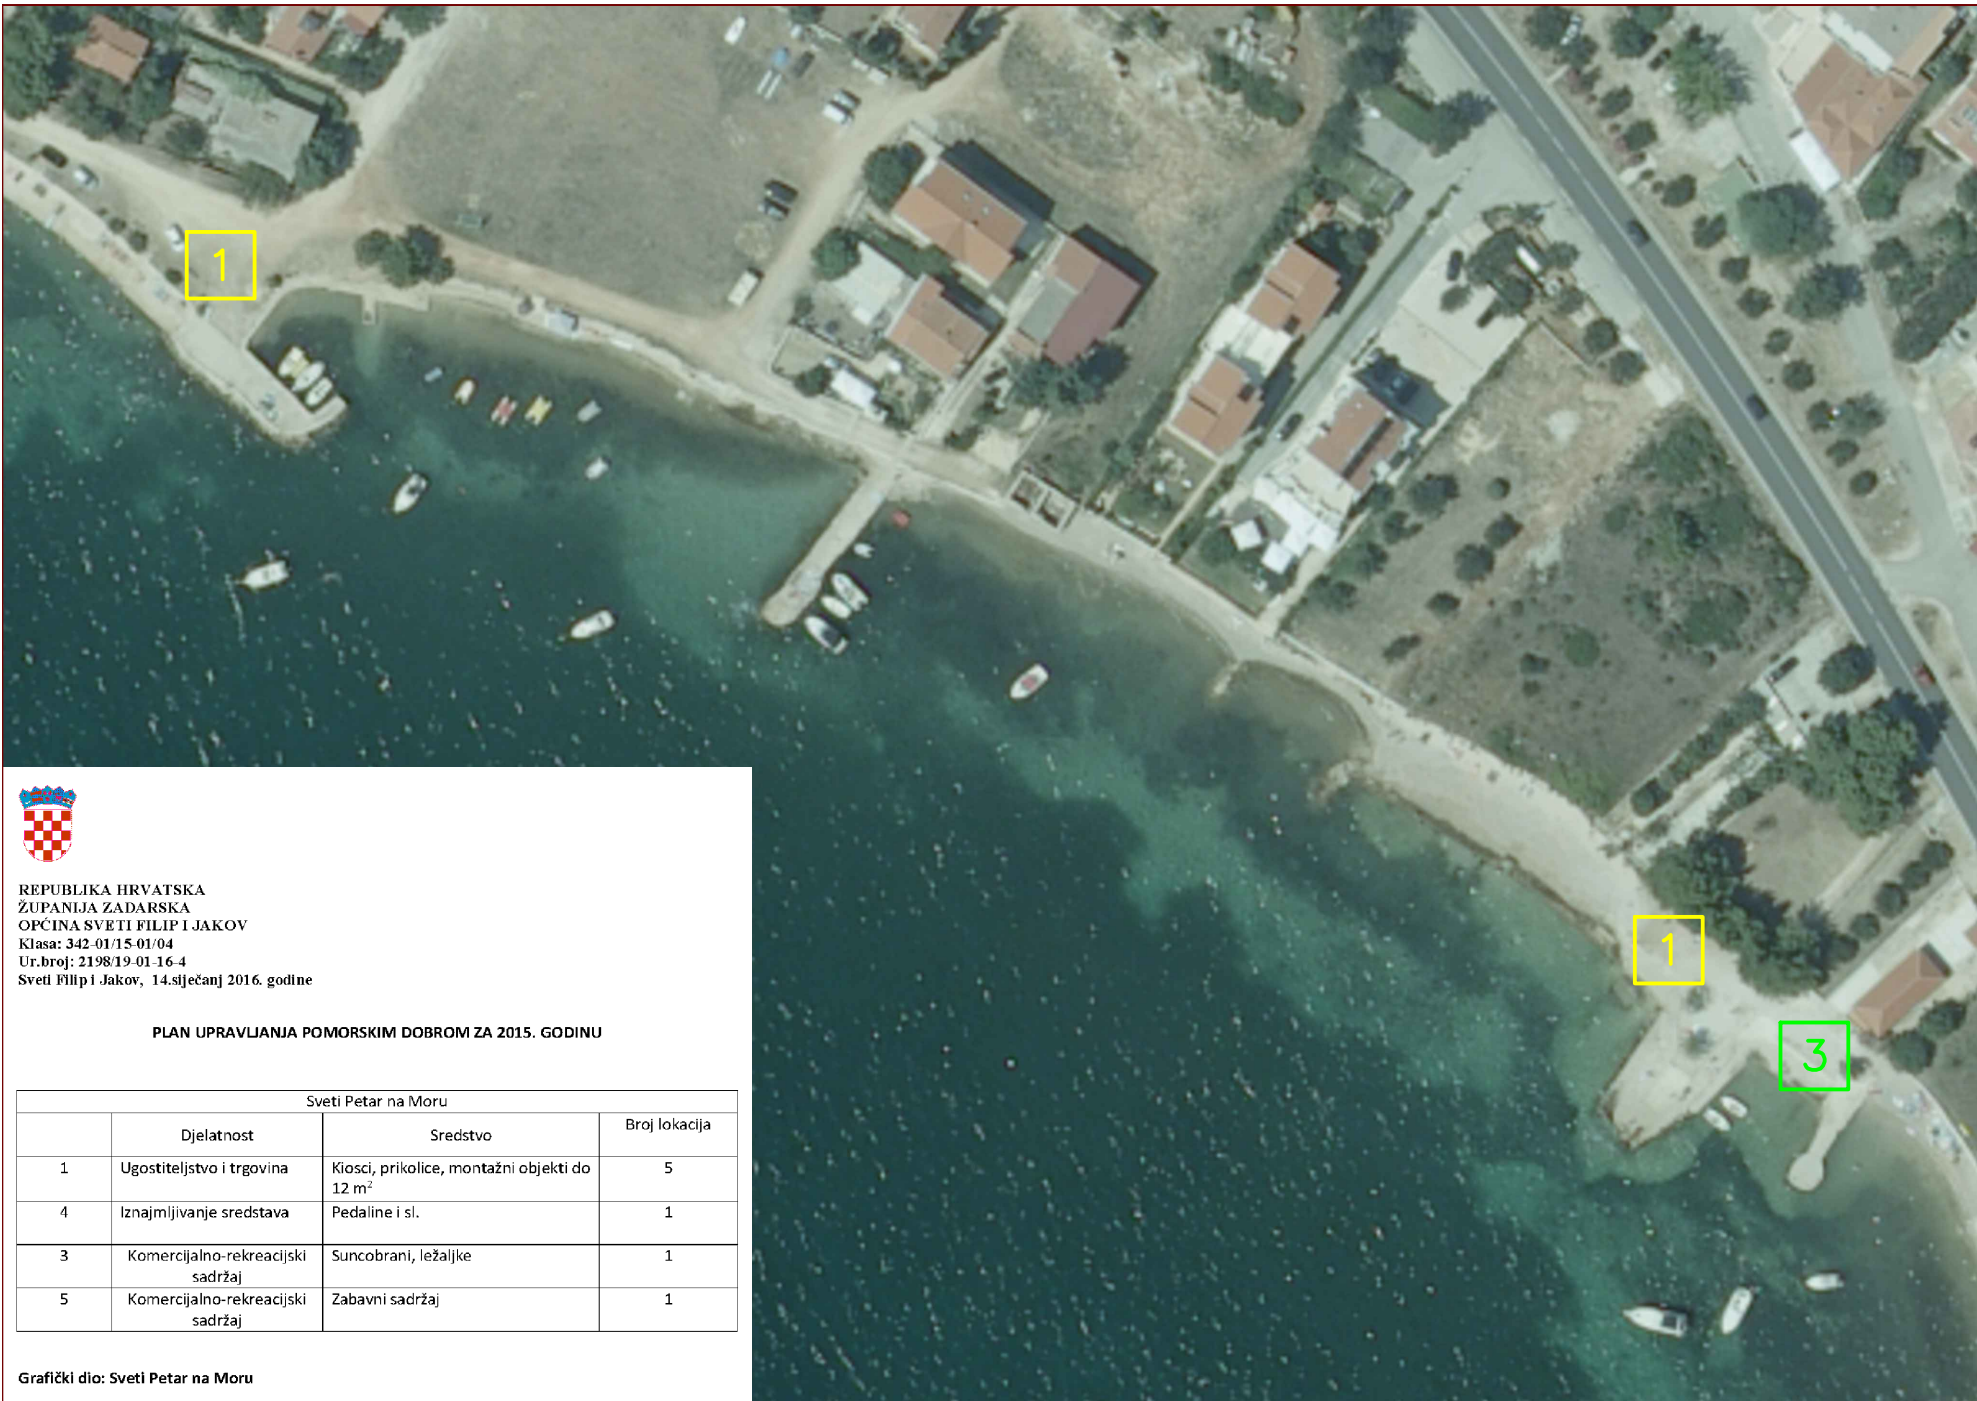 1
1
3
REPUBLIKA HRVATSKA
ŽUPANIJA ZADARSKA
OPĆINA SVETI FILIP I JAKOV
Klasa: 342-01/15-01/04
Ur.broj: 2198/19-01-16-4
Sveti Filip i Jakov, 14.siječanj 2016. godine
PLAN UPRAVLJANJA POMORSKIM DOBROM ZA 2015. GODINU
Sveti Petar na Moru
Djelatnost Sredstvo Broj lokacija
1 Ugostiteljstvo i trgovina Kiosci, prikolice, montažni objekti do 5
12 m²
4 Iznajmljivanje sredstava Pedaline i sl. 1
3 Komercijalno-rekreacijski Suncobrani, ležaljke 1
sadržaj
5 Komercijalno-rekreacijski Zabavni sadržaj 1
sadržaj
Grafički dio: Sveti Petar na Moru